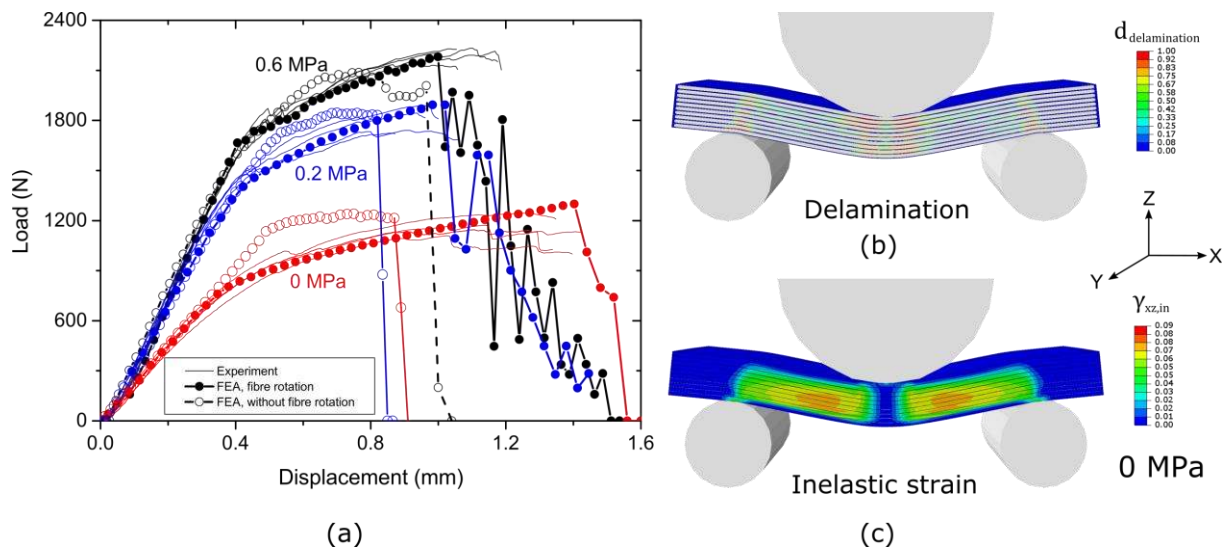 2400
1800
1200
600
0
0.0
0.4
0.8
1.2
1.6
Load (N)
Displacement (mm)
0.6 MPa
0.2 MPa
0 MPa
Experiment
FEA, fibre rotation
FEA, without fibre rotation
(a)
d delamination
1.00
0.92
0.83
0.75
0.67
0.58
0.50
0.42
0.33
0.25
0.17
0.08
0.00
Delamination
(b)
Z
X
Y
γxz,in
0.09
0.08
0.08
0.07
0.06
0.05
0.05
0.04
0.03
0.02
0.02
0.01
0.00
0 MPa
Inelastic strain
(c)